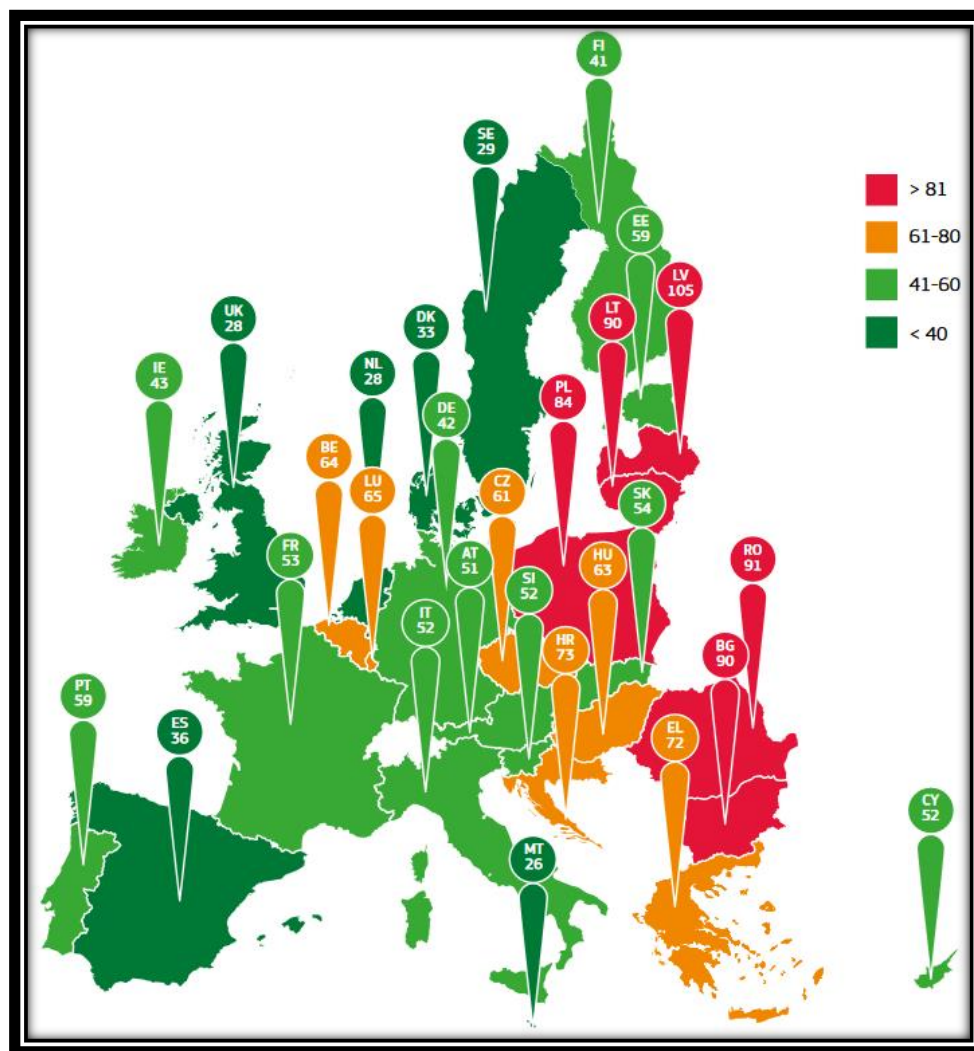 FI
41
SE
29
> 81
61-80
41-60
< 40
EE
59
LV
105
LT
90
UK
28
DK
33
IE
43
NL
28
PL
84
DE
42
BE
64
LU
65
CZ
61
SK
54
FR
53
AT
51
SI
52
HU
63
RO
91
IT
52
HR
73
BG
90
PT
59
ES
36
EL
72
CY
52
MT
26